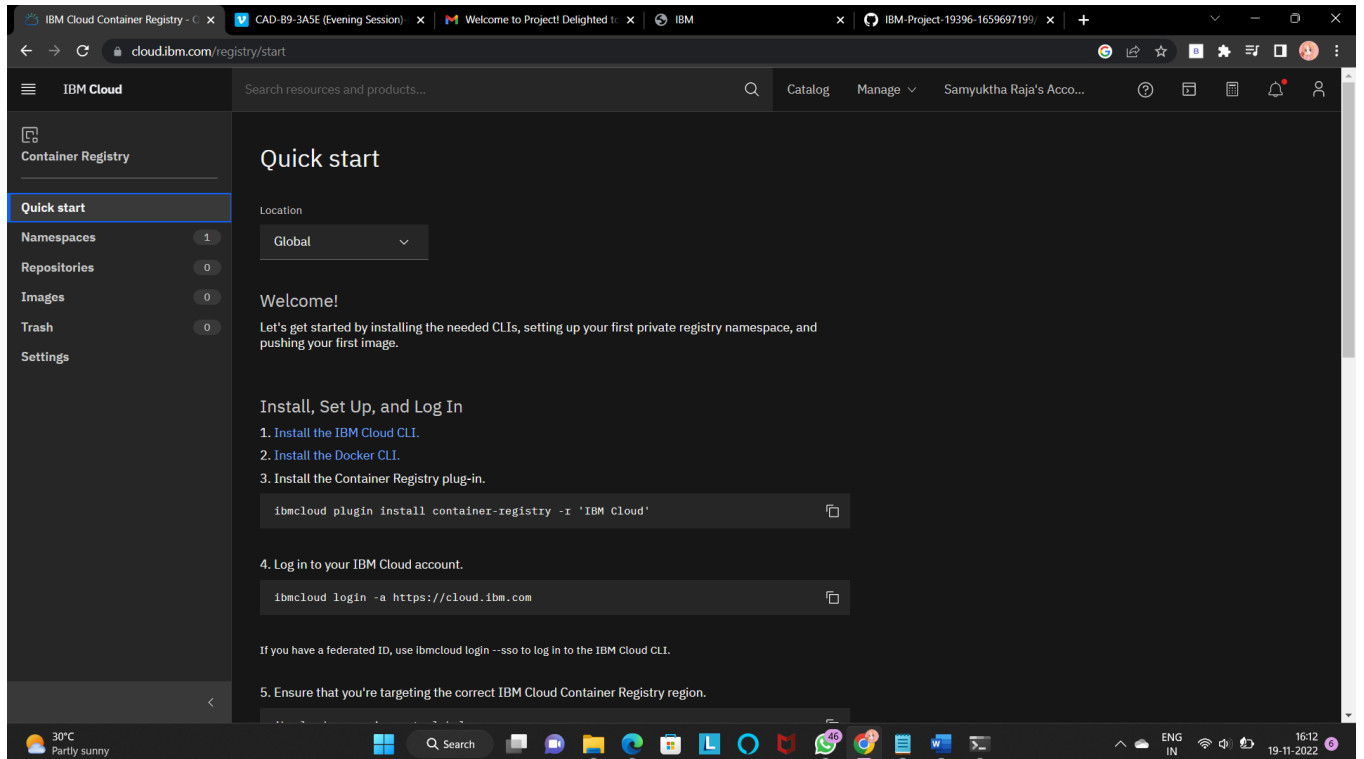 IBM Cloud Container Registry - C
CAD-B9-3A5E (Evening Session)
Welcome to Project! Delighted to
IBM
IBM-Project-19396-1659697199/
cloud.ibm.com/registry/start
IBM Cloud
Search resources and products...
Catalog
Manage
Samyuktha Raja's Acco...
Container Registry
Quick start
Namespaces 1
Repositories 0
Images 0
Trash 0
Settings
Quick start
Location
Global
Welcome!
Let's get started by installing the needed CLIs, setting up your first private registry namespace, and
pushing your first image.
Install, Set Up, and Log In
1. Install the IBM Cloud CLI.
2. Install the Docker CLI.
3. Install the Container Registry plug-in.
ibmcloud plugin install container-registry -r 'IBM Cloud'
4. Log in to your IBM Cloud account.
ibmcloud login -a https://cloud.ibm.com
If you have a federated ID, use ibmcloud login --sso to log in to the IBM Cloud CLI.
5. Ensure that you're targeting the correct IBM Cloud Container Registry region.
30°C
Partly sunny
Search
46
ENG
IN
16:12
19-11-2022
6